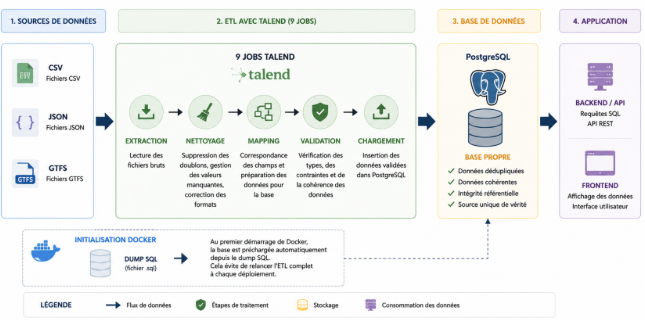 1. SOURCES DE DONNÉES
2. ETL AVEC TALEND (9 JOBS)
3. BASE DE DONNÉES
4. APPLICATION
CSV
Fichiers CSV
JSON
Fichiers JSON
GTFS
GTFS
Fichiers GTFS
9 JOBS TALEND
talend
EXTRACTION
Lecture des
fichiers bruts
NETTOYAGE
Suppression des
doublons, gestion
des valeurs
manquantes,
correction des
formats
MAPPING
Correspondance
des champs et
préparation des
données pour
la base
VALIDATION
Vérification des
types, des
contraintes et de
la cohérence des
données
CHARGEMENT
Insertion des
données validées
dans PostgreSQL
PostgreSQL
BASE PROPRE
Données dédupliquées
Données cohérentes
Intégrité référentielle
Source unique de vérité
BACKEND / API
Requêtes SQL
API REST
FRONTEND
Affichage des données
Interface utilisateur
INITIALISATION DOCKER
DUMP SQL
(fichier .sql)
Au premier démarrage de Docker,
la base est préchargée automatiquement
depuis le dump SQL.
Cela évite de relancer l'ETL complet
à chaque déploiement.
LÉGENDE
Flux de données
Étapes de traitement
Stockage
Consommation des données